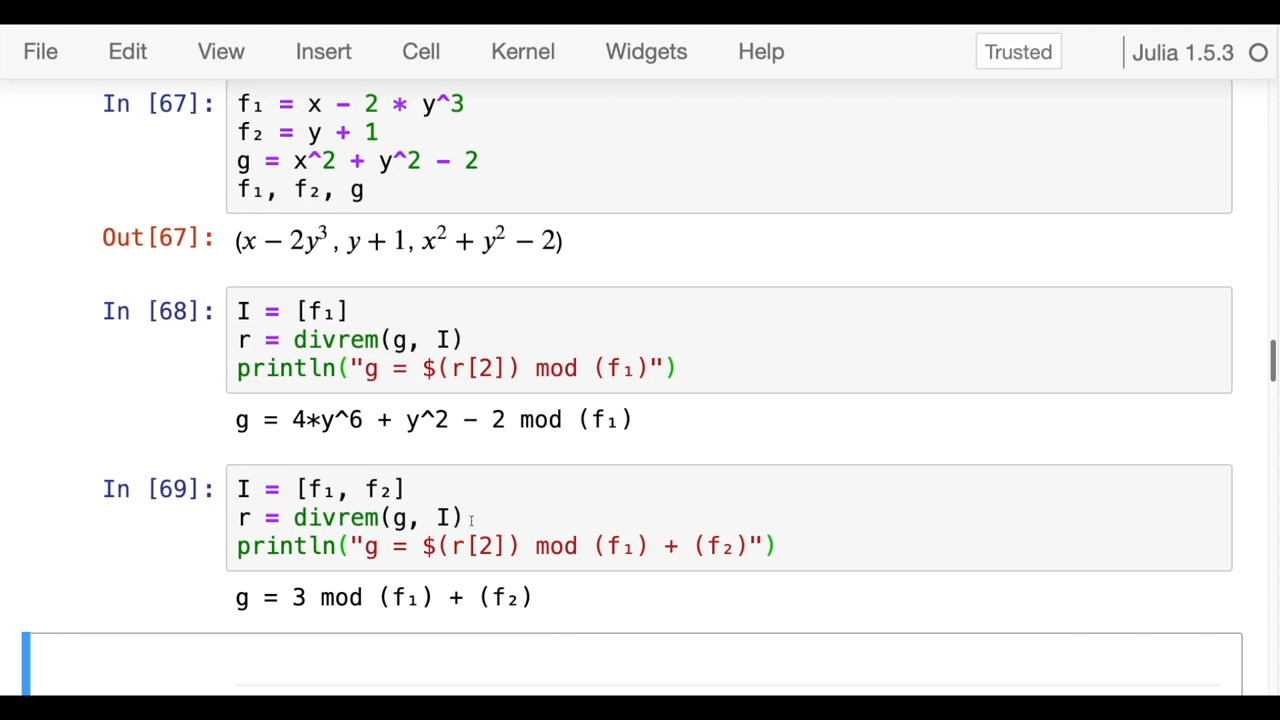 File Edit View Insert Cell Kernel Widgets Help Trusted Julia 1.5.3
In [67]: f₁ = x - 2 * y^3
f₂ = y + 1
g = x^2 + y^2 - 2
f₁, f₂, g
Out[67]: (x − 2y³, y + 1, x² + y² − 2)
In [68]: I = [f₁]
r = divrem(g, I)
println("g = $(r[2]) mod (f₁)")
g = 4*y^6 + y^2 - 2 mod (f₁)
In [69]: I = [f₁, f₂]
r = divrem(g, I)
println("g = $(r[2]) mod (f₁) + (f₂)")
g = 3 mod (f₁) + (f₂)